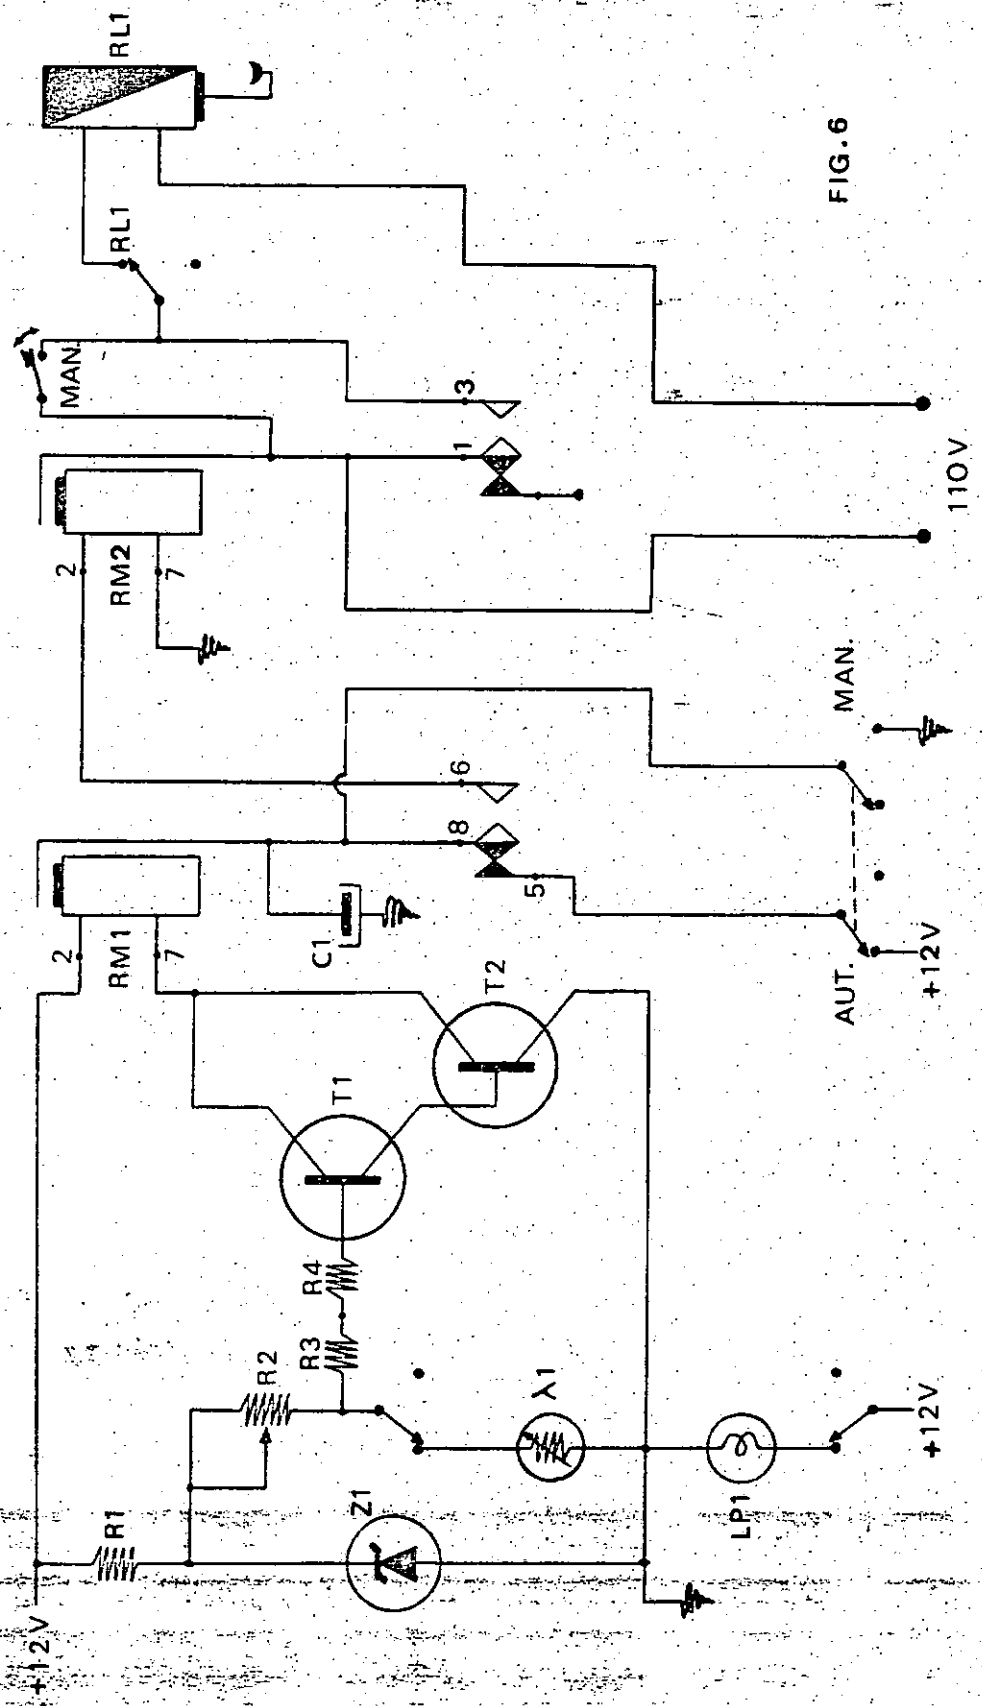 +12V
R1
Z1
R2
R3
R4
λ1
LP1
+12V
T1
T2
2
RM1
7
C1
5
8
6
AUT.
+12V
MAN.
2
RM2
7
1
3
MAN.
RL1
RL1
110V
FIG.6